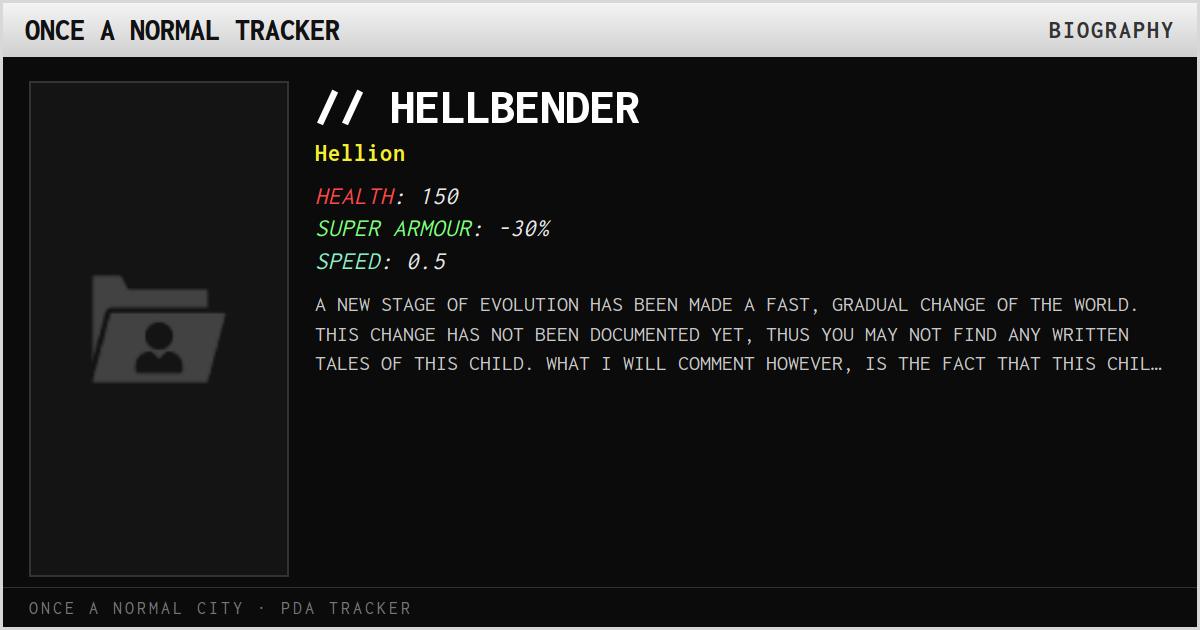 ONCE A NORMAL TRACKER
BIOGRAPHY
// HELLBENDER
Hellion
HEALTH: 150
SUPER ARMOUR: -30%
SPEED: 0.5
A NEW STAGE OF EVOLUTION HAS BEEN MADE A FAST, GRADUAL CHANGE OF THE WORLD.
THIS CHANGE HAS NOT BEEN DOCUMENTED YET, THUS YOU MAY NOT FIND ANY WRITTEN
TALES OF THIS CHILD. WHAT I WILL COMMENT HOWEVER, IS THE FACT THAT THIS CHIL…
ONCE A NORMAL CITY · PDA TRACKER